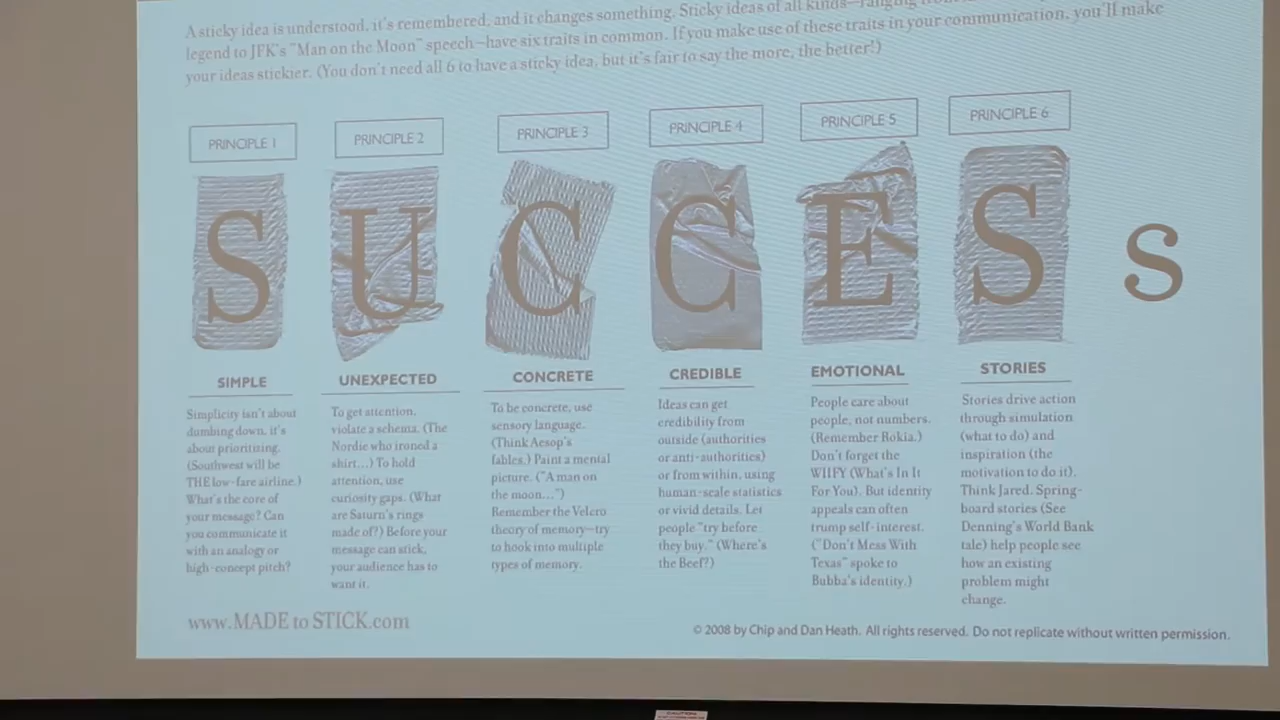 A sticky idea is understood, it's remembered, and it changes something. Sticky ideas of all kinds—ranging
legend to JFK's "Man on the Moon" speech—have six traits in common. If you make use of these traits in your communication, you'll make
your ideas stickier. (You don't need all 6 to have a sticky idea, but it's fair to say the more, the better!)
PRINCIPLE 1
PRINCIPLE 2
PRINCIPLE 3
PRINCIPLE 4
PRINCIPLE 5
PRINCIPLE 6
S U C C E S s
SIMPLE
Simplicity isn't about
dumbing down, it's
about prioritizing.
(Southwest will be
THE low-fare airline.)
What's the core of
your message? Can
you communicate it
with an analogy or
high-concept pitch?
UNEXPECTED
To get attention,
violate a schema. (The
Nordie who ironed a
shirt...) To hold
attention, use
curiosity gaps. (What
are Saturn's rings
made of?) Before your
message can stick,
your audience has to
want it.
CONCRETE
To be concrete, use
sensory language.
(Think Aesop's
fables.) Paint a mental
picture. ("A man on
the moon...")
Remember the Velcro
theory of memory—try
to hook into multiple
types of memory.
CREDIBLE
Ideas can get
credibility from
outside (authorities
or anti-authorities)
or from within, using
human-scale statistics
or vivid details. Let
people "try before
they buy." (Where's
the Beef?)
EMOTIONAL
People care about
people, not numbers.
(Remember Rokia.)
Don't forget the
WIIFY (What's In It
For You). But identity
appeals can often
trump self-interest.
("Don't Mess With
Texas" spoke to
Bubba's identity.)
STORIES
Stories drive action
through simulation
(what to do) and
inspiration (the
motivation to do it).
Think Jared. Spring-
board stories (See
Denning's World Bank
tale) help people see
how an existing
problem might
change.
www.MADE to STICK.com
© 2008 by Chip and Dan Heath. All rights reserved. Do not replicate without written permission.